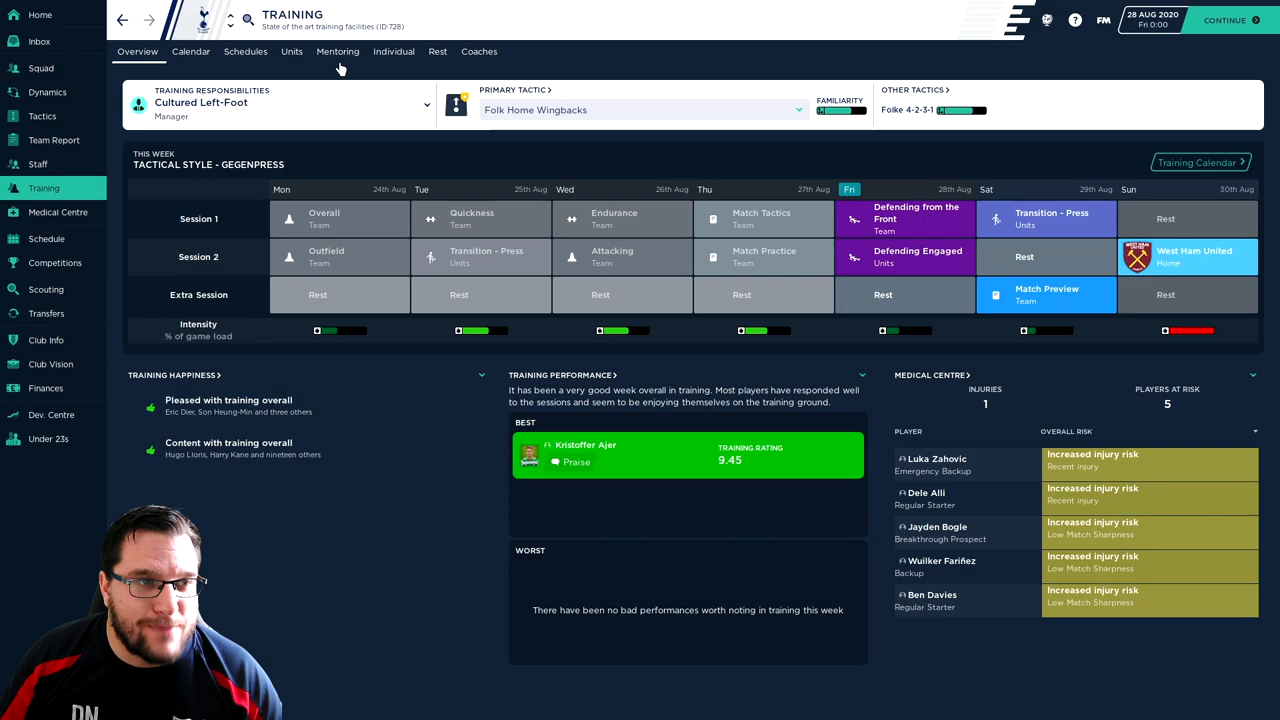 TRAINING
State of the art training facilities (ID:728)
FM
28 AUG 2020
Fri 0:00
CONTINUE
Home
Inbox
Squad
Dynamics
Tactics
Team Report
Staff
Training
Medical Centre
Schedule
Competitions
Scouting
Transfers
Club Info
Club Vision
Finances
Dev. Centre
Under 23s
Overview Calendar Schedules Units Mentoring Individual Rest Coaches
TRAINING RESPONSIBILITIES
Cultured Left-Foot
Manager
PRIMARY TACTIC >
Folk Home Wingbacks
FAMILIARITY
OTHER TACTICS >
Folke 4-2-3-1
THIS WEEK
TACTICAL STYLE - GEGENPRESS
Training Calendar >
Mon 24th Aug Tue 25th Aug Wed 26th Aug Thu 27th Aug Fri 28th Aug Sat 29th Aug Sun 30th Aug
Session 1
Overall
Team
Quickness
Team
Endurance
Team
Match Tactics
Team
Defending from the Front
Team
Transition - Press
Units
Rest
Session 2
Outfield
Team
Transition - Press
Units
Attacking
Team
Match Practice
Team
Defending Engaged
Units
Rest
WEST HAM UNITED
West Ham United
Home
Extra Session
Rest
Rest
Rest
Rest
Rest
Match Preview
Team
Rest
Intensity
% of game load
TRAINING HAPPINESS >
Pleased with training overall
Eric Dier, Son Heung-Min and three others
Content with training overall
Hugo Lloris, Harry Kane and nineteen others
TRAINING PERFORMANCE >
It has been a very good week overall in training. Most players have responded well
to the sessions and seem to be enjoying themselves on the training ground.
BEST
Kristoffer Ajer
Praise
TRAINING RATING
9.45
WORST
There have been no bad performances worth noting in training this week
MEDICAL CENTRE >
INJURIES
1
PLAYERS AT RISK
5
PLAYER OVERALL RISK
Luka Zahovic
Emergency Backup
Increased injury risk
Recent injury
Dele Alli
Regular Starter
Increased injury risk
Recent injury
Jayden Bogle
Breakthrough Prospect
Increased injury risk
Low Match Sharpness
Wuilker Fariñez
Backup
Increased injury risk
Low Match Sharpness
Ben Davies
Regular Starter
Increased injury risk
Low Match Sharpness
DN